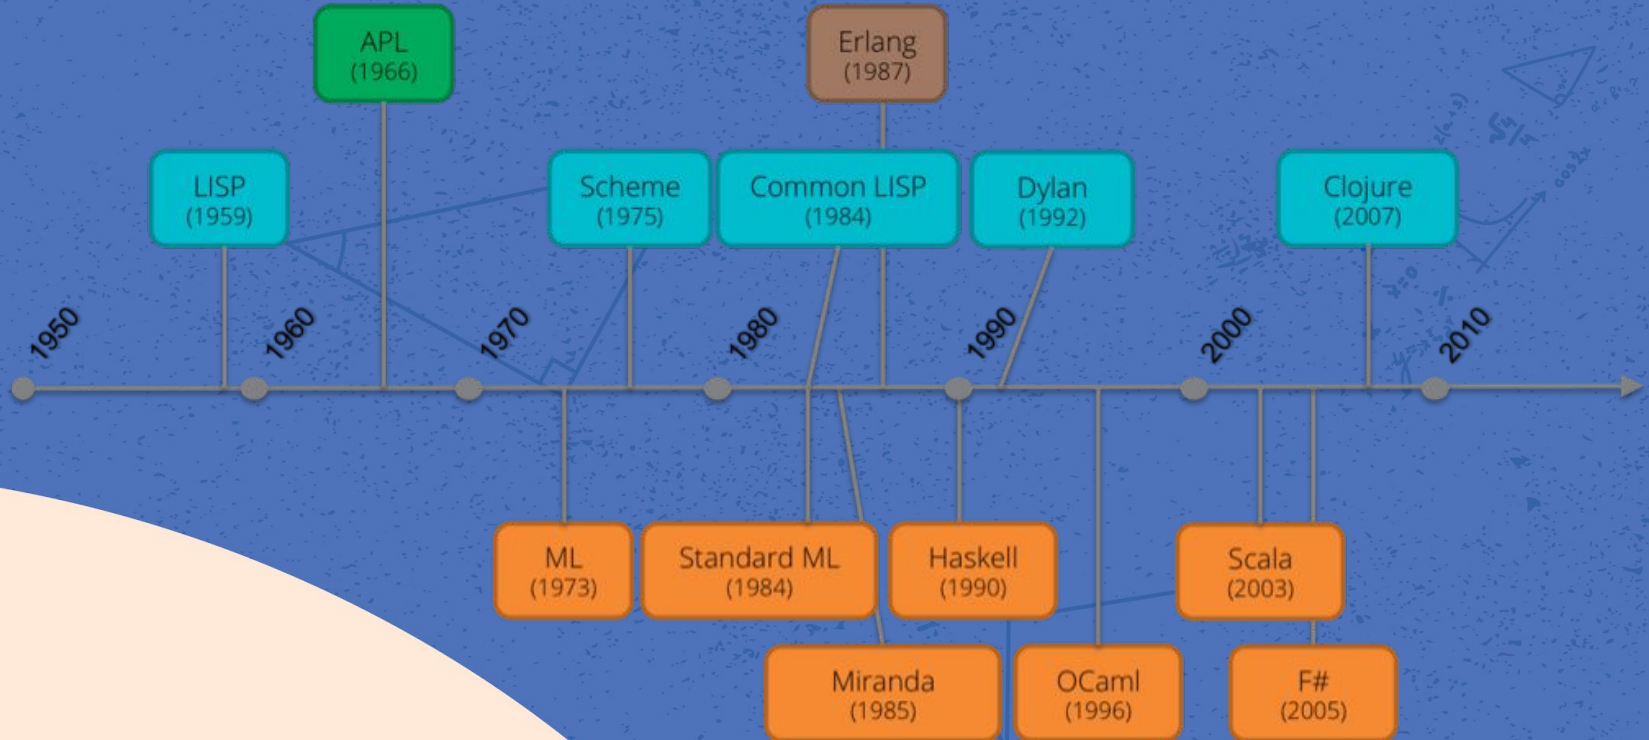 APL
(1966)
Erlang
(1987)
LISP
(1959)
Scheme
(1975)
Common LISP
(1984)
Dylan
(1992)
Clojure
(2007)
1950
1960
1970
1980
1990
2000
2010
ML
(1973)
Standard ML
(1984)
Haskell
(1990)
Scala
(2003)
Miranda
(1985)
OCaml
(1996)
F#
(2005)
cos2x